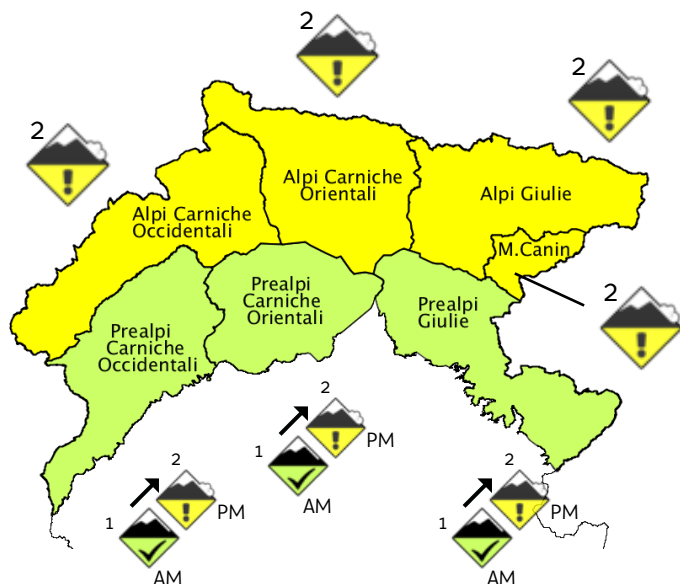 2
2
2
Alpi Carniche
Orientali
Alpi Giulie
Alpi Carniche
Occidentali
M.Canin
2
Prealpi
Carniche
Orientali
Prealpi
Giulie
Prealpi
Carniche
Occidentali
2
1
PM
AM
2
1
PM
AM
2
1
PM
AM